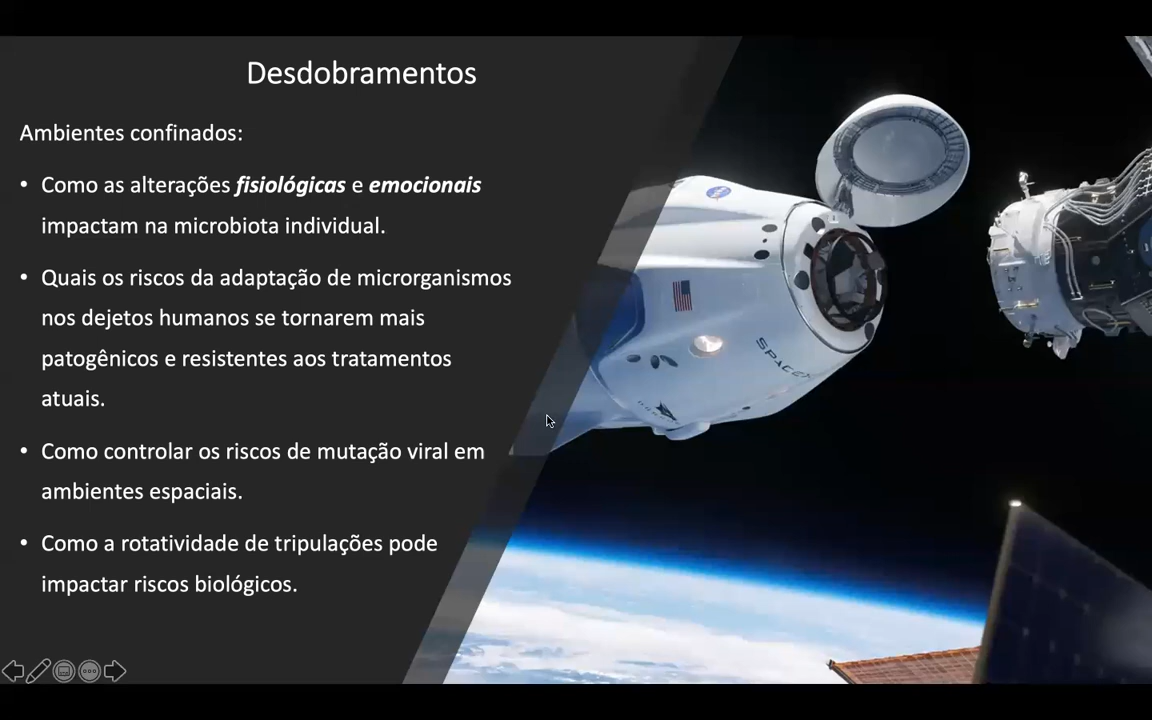 Desdobramentos
Ambientes confinados:
• Como as alterações fisiológicas e emocionais
impactam na microbiota individual.
• Quais os riscos da adaptação de microrganismos
nos dejetos humanos se tornarem mais
patogênicos e resistentes aos tratamentos
atuais.
• Como controlar os riscos de mutação viral em
ambientes espaciais.
• Como a rotatividade de tripulações pode
impactar riscos biológicos.
SPACEX